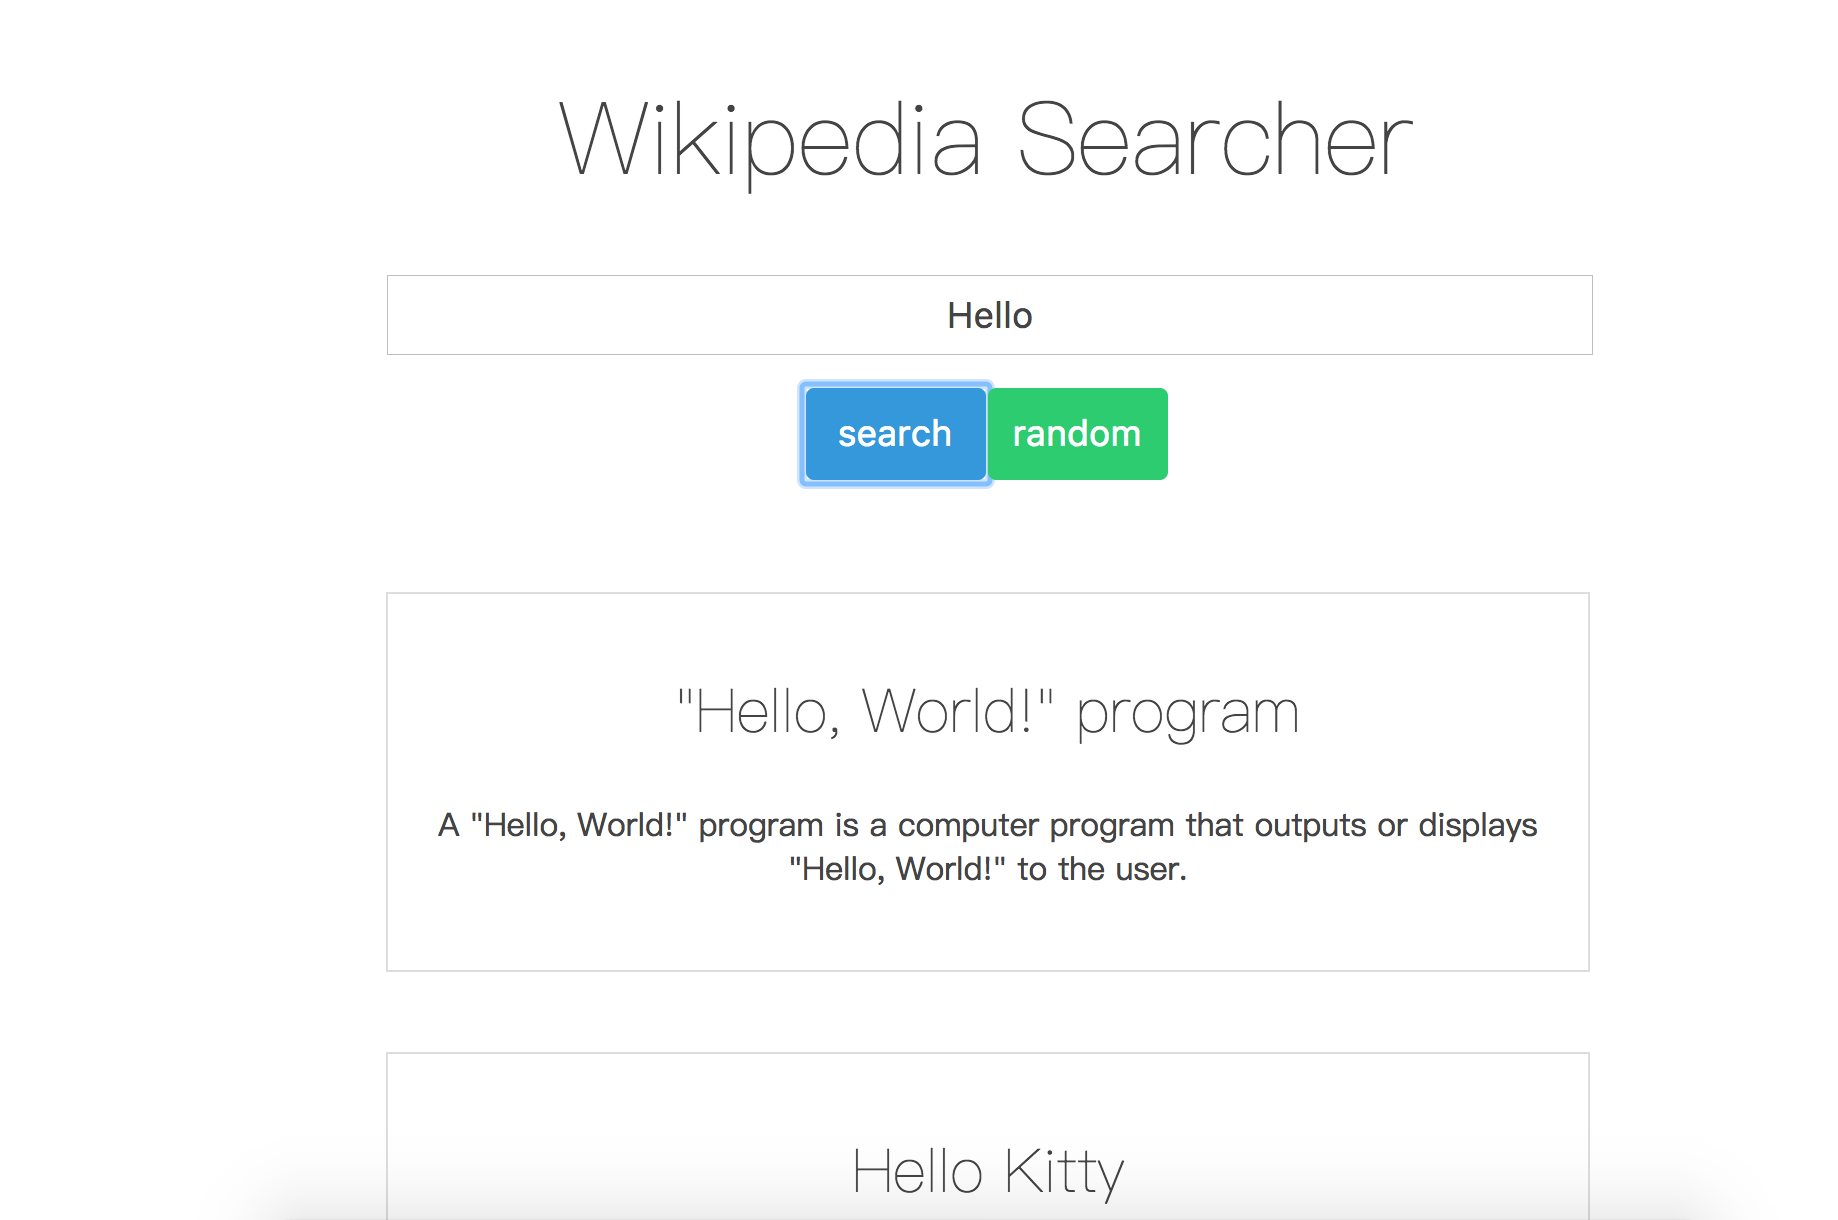 Wikipedia Searcher
Hello
search random
"Hello, World!" program
A "Hello, World!" program is a computer program that outputs or displays
"Hello, World!" to the user.
Hello Kitty